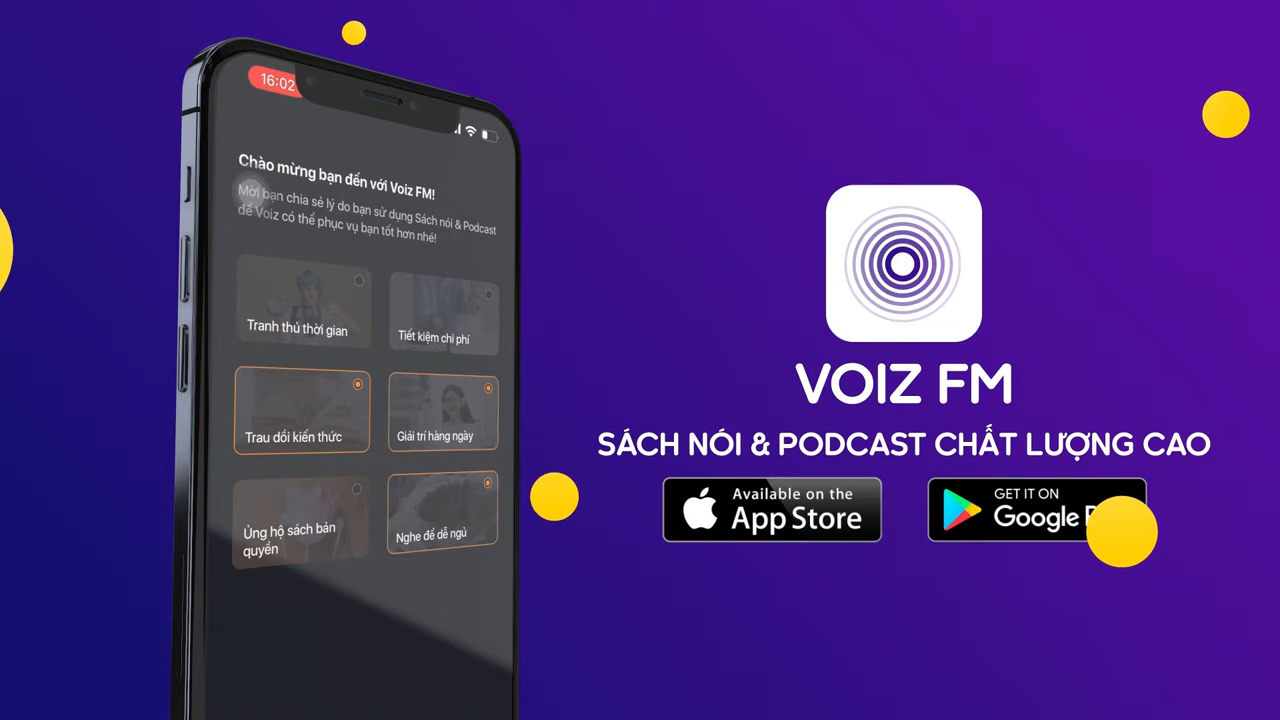 16:02
Chào mừng bạn đến với Voiz FM!
Mời bạn chia sẻ lý do bạn sử dụng Sách nói & Podcast
để Voiz có thể phục vụ bạn tốt hơn nhé!
Tranh thủ thời gian
Tiết kiệm chi phí
Trau dồi kiến thức
Giải trí hàng ngày
Ủng hộ sách bản
quyền
Nghe để dễ ngủ
VOIZ FM
SÁCH NÓI & PODCAST CHẤT LƯỢNG CAO
Available on the
App Store
GET IT ON
Google